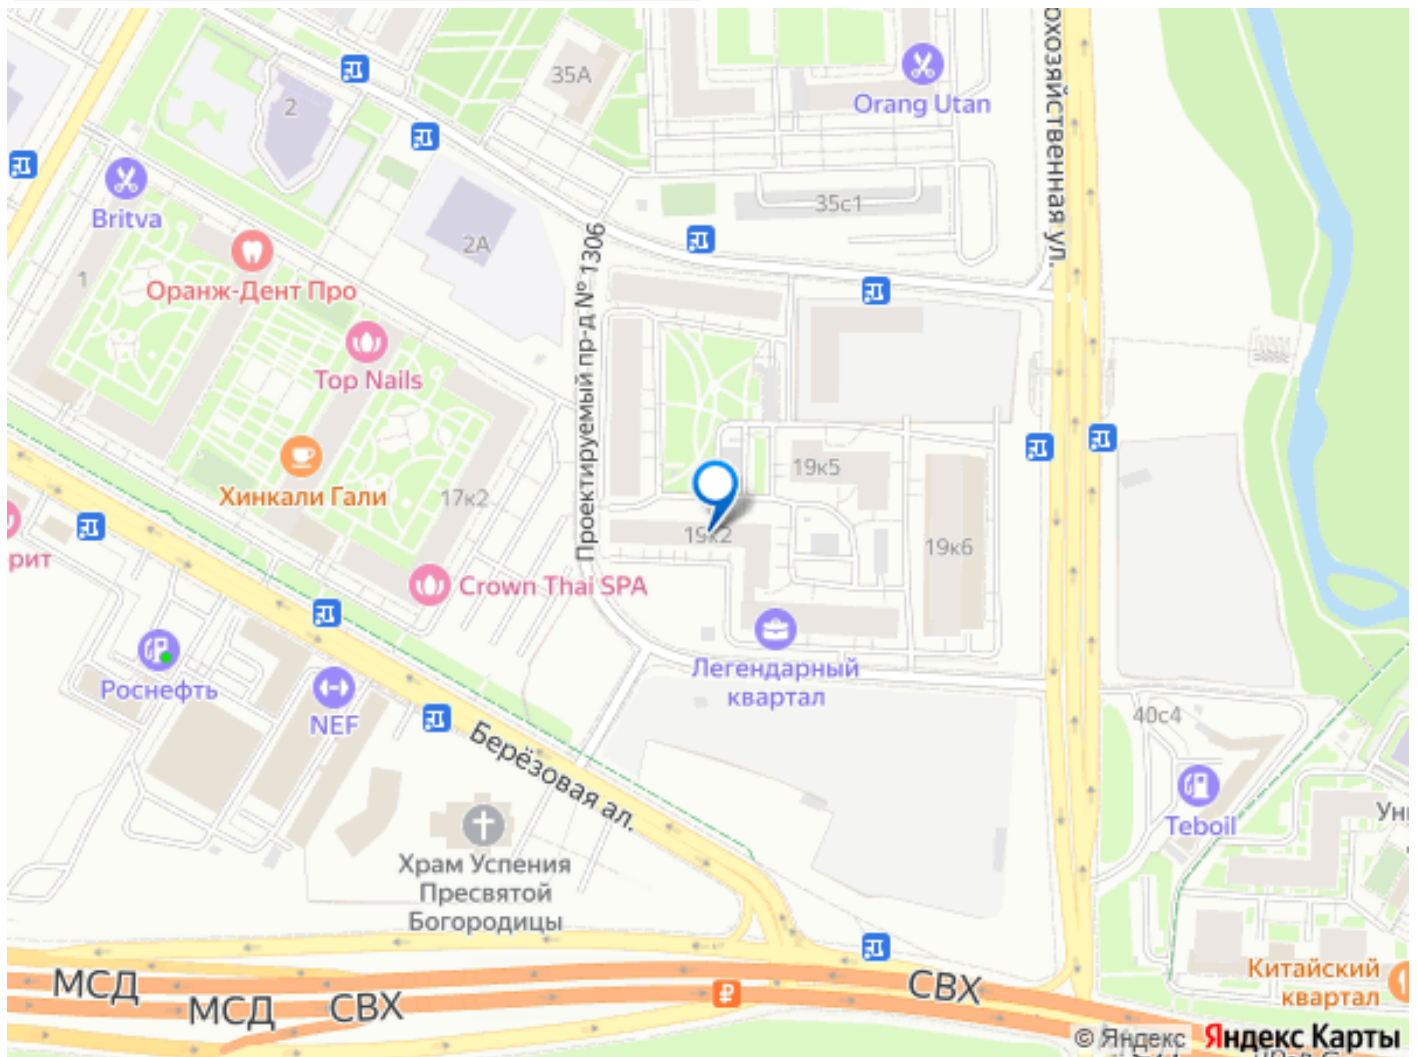 охозяйственная ул.
35А
Orang Utan
2
Britva
35с1
2А
1
Оранж-Дент Про
Проектируемый пр-д № 1306
Top Nails
Хинкали Гали
17к2
19к5
19к2
19к6
рит
Crown Thai SPA
Роснефть
NEF
Легендарный
квартал
40с4
Берёзовая ал.
Teboil
Храм Успения
Пресвятой
Богородицы
МСД
МСД
СВХ
СВХ
₽
Китайский
квартал
© Яндекс Яндекс Карты